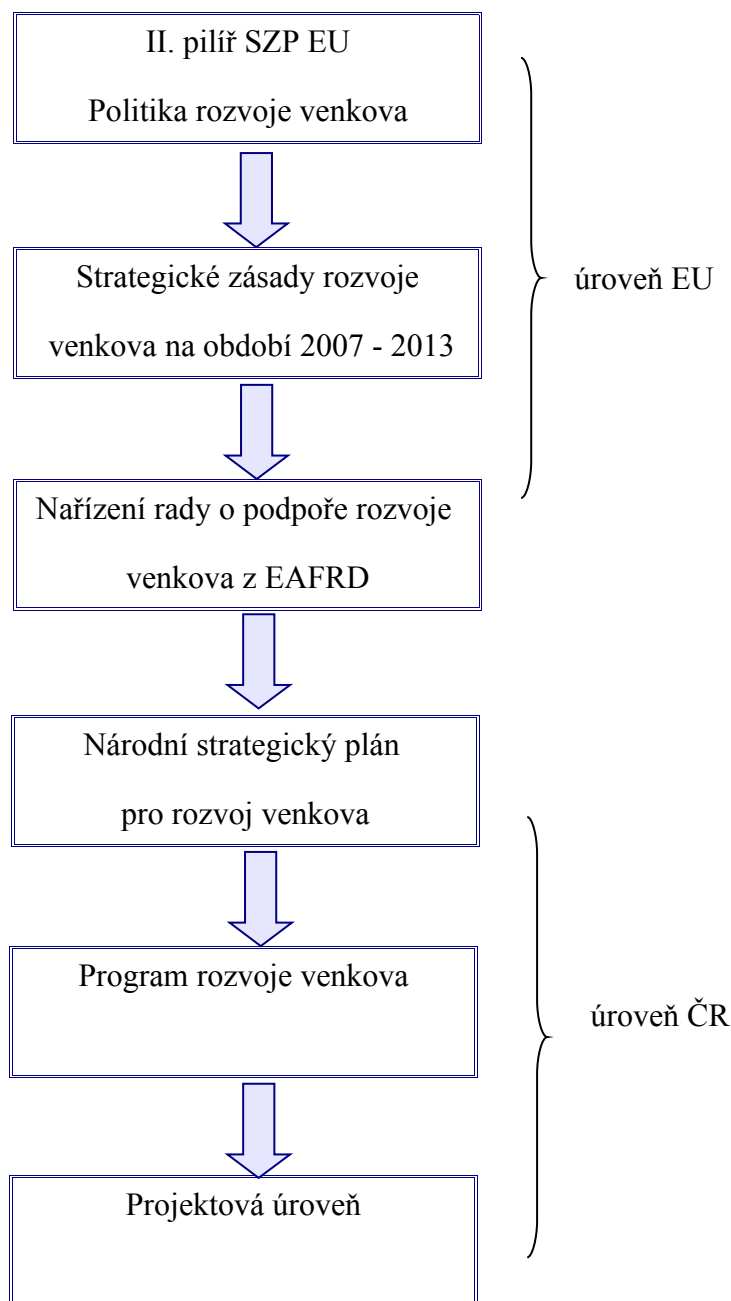 II. pilíř SZP EU
Politika rozvoje venkova
Strategické zásady rozvoje
venkova na období 2007 - 2013
úroveň EU
Nařízení rady o podpoře rozvoje
venkova z EAFRD
Národní strategický plán
pro rozvoj venkova
Program rozvoje venkova
úroveň ČR
Projektová úroveň